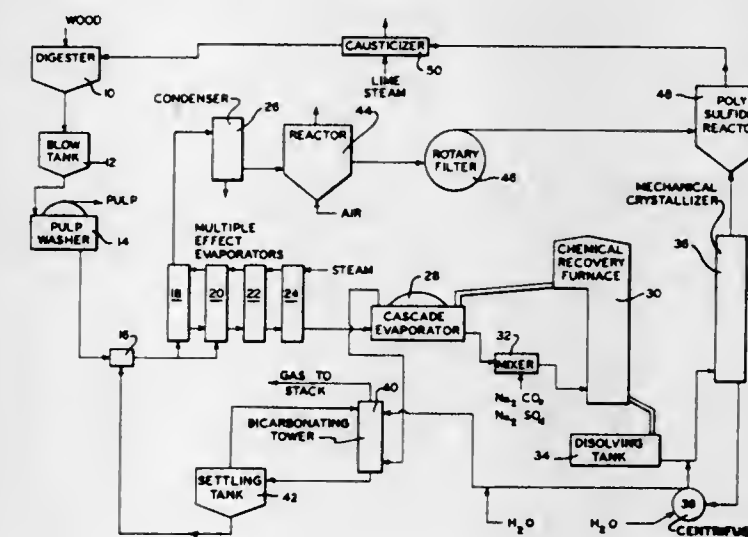 WOOD
DIGESTER
10
BLOW
TANK
12
PULP
PULP
WASHER
14
16
CONDENSER
26
REACTOR
44
AIR
CAUSTICIZER
50
LIME
STEAM
ROTARY
FILTER
46
48
POLY
SULFIDE
REACTOR
MECHANICAL
CRYSTALLIZER
36
MULTIPLE
EFFECT
EVAPORATORS
18
20
22
24
STEAM
28
CASCADE
EVAPORATOR
CHEMICAL
RECOVERY
FURNACE
30
32
MIXER
Na2 CO3
Na2 SO4
DISOLVING
TANK
34
GAS TO
STACK
40
BICARBONATING
TOWER
SETTLING
TANK
42
H2O
H2O
38